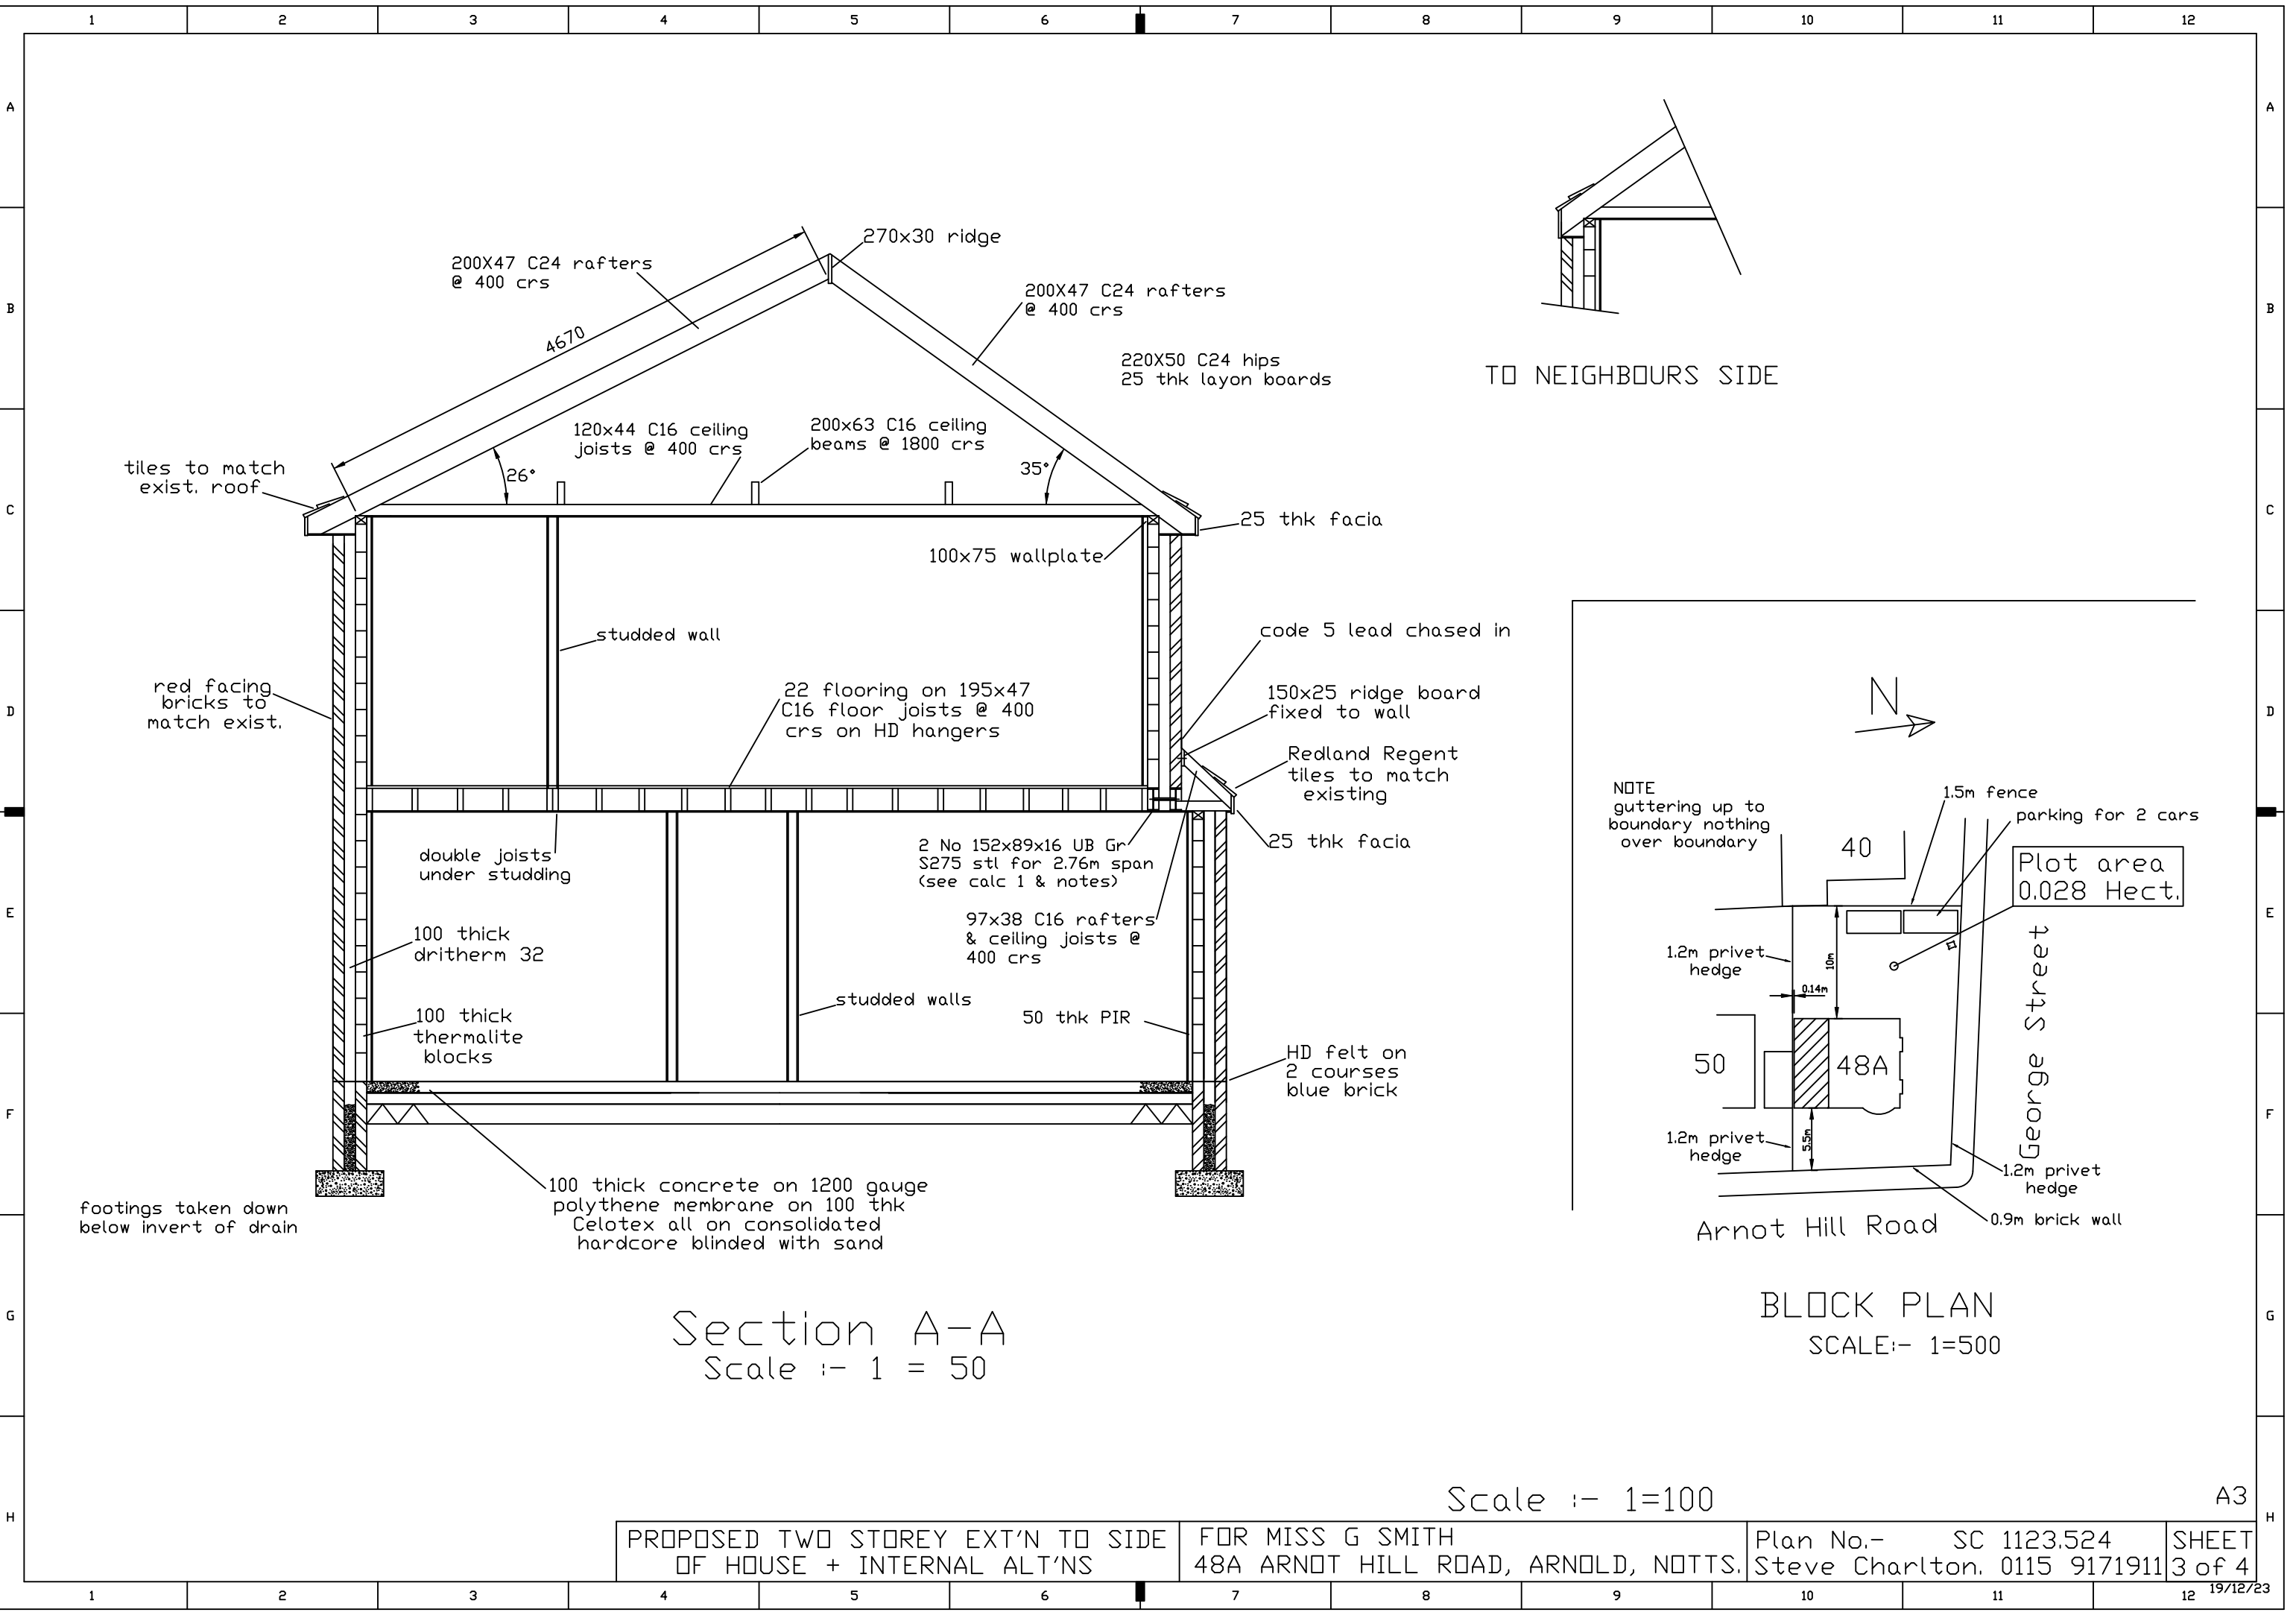 1 2 3 4 5 6 7 8 9 10 11 12
A A
B B
C C
D D
E E
F F
G G
H H
270x30 ridge
200X47 C24 rafters
@ 400 crs
4670
200X47 C24 rafters
@ 400 crs
220X50 C24 hips
25 thk layon boards
TO NEIGHBOURS SIDE
120x44 C16 ceiling
joists @ 400 crs
200x63 C16 ceiling
beams @ 1800 crs
26°
35°
tiles to match
exist. roof
25 thk facia
100x75 wallplate
studded wall
red facing
bricks to
match exist.
22 flooring on 195x47
C16 floor joists @ 400
crs on HD hangers
code 5 lead chased in
150x25 ridge board
fixed to wall
Redland Regent
tiles to match
existing
25 thk facia
double joists
under studding
2 No 152x89x16 UB Gr
S275 stl for 2.76m span
(see calc 1 & notes)
97x38 C16 rafters
& ceiling joists @
400 crs
100 thick
dritherm 32
studded walls
50 thk PIR
100 thick
thermalite
blocks
HD felt on
2 courses
blue brick
100 thick concrete on 1200 gauge
polythene membrane on 100 thk
Celotex all on consolidated
hardcore blinded with sand
footings taken down
below invert of drain
Section A-A
Scale :- 1 = 50
N
NOTE
guttering up to
boundary nothing
over boundary
1.5m fence
parking for 2 cars
40
Plot area
0.028 Hect.
1.2m privet
hedge
10m
0.14m
George Street
50
48A
1.2m privet
hedge
5.5m
1.2m privet
hedge
0.9m brick wall
Arnot Hill Road
BLOCK PLAN
SCALE:- 1=500
Scale :- 1=100
A3
PROPOSED TWO STOREY EXT'N TO SIDE
OF HOUSE + INTERNAL ALT'NS
FOR MISS G SMITH
48A ARNOT HILL ROAD, ARNOLD, NOTTS.
Plan No.- SC 1123.524
Steve Charlton. 0115 9171911
SHEET
3 of 4
19/12/23
1 2 3 4 5 6 7 8 9 10 11 12